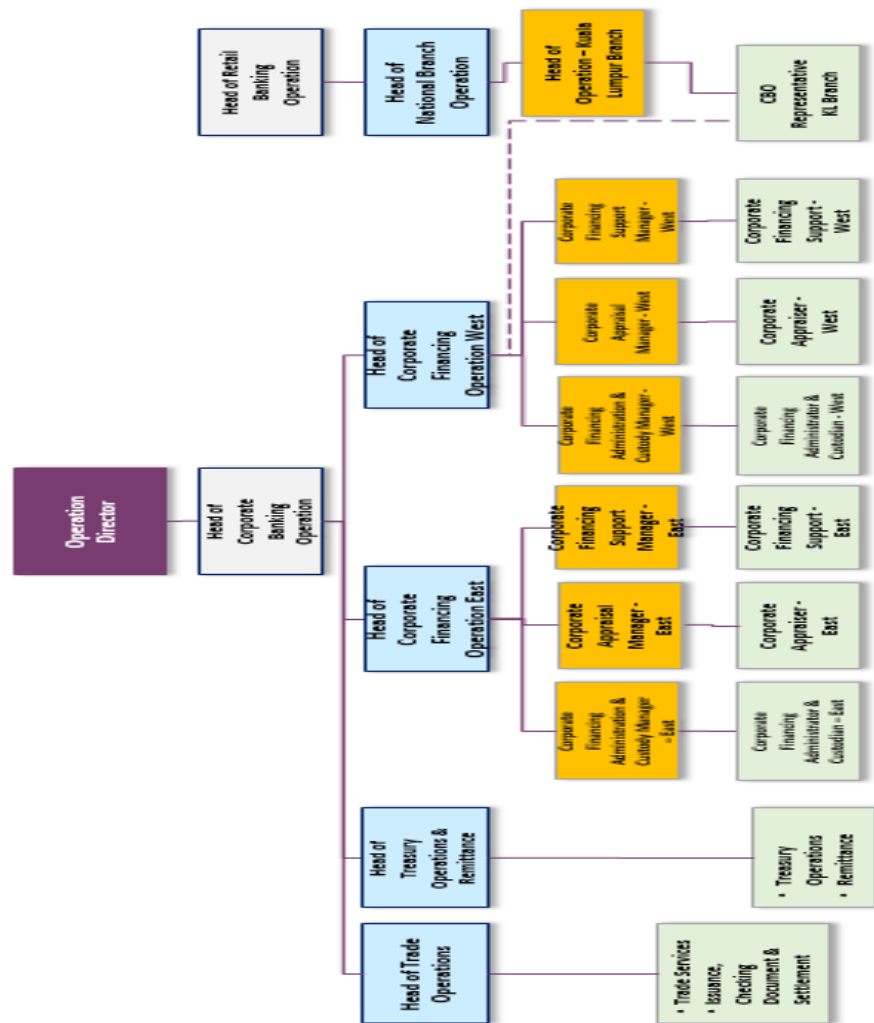 Operation
Director
Head of
Corporate
Banking
Operation
Head of Retail
Banking
Operation
Head of Trade
Operations
Head of
Treasury
Operations &
Remittance
Head of
Corporate
Financing
Operation East
Head of
Corporate
Financing
Operation West
Head of
National Branch
Operation
Head of
Operation – Kuala
Lumpur Branch
Corporate
Financing
Administration &
Custody Manager
– East
Corporate
Appraisal
Manager -
East
Corporate
Financing
Support
Manager -
East
Corporate
Financing
Administration &
Custody Manager -
West
Corporate
Appraisal
Manager - West
Corporate
Financing
Support
Manager -
West
• Trade Services
• Issuance,
Checking
Document &
Settlement
• Treasury
Operations
• Remittance
Corporate
Financing
Administrator &
Custodian – East
Corporate
Appraiser -
East
Corporate
Financing
Support-
East
Corporate
Financing
Administrator &
Custodian - West
Corporate
Appraiser -
West
Corporate
Financing
Support -
West
CBO
Representative
KL Branch